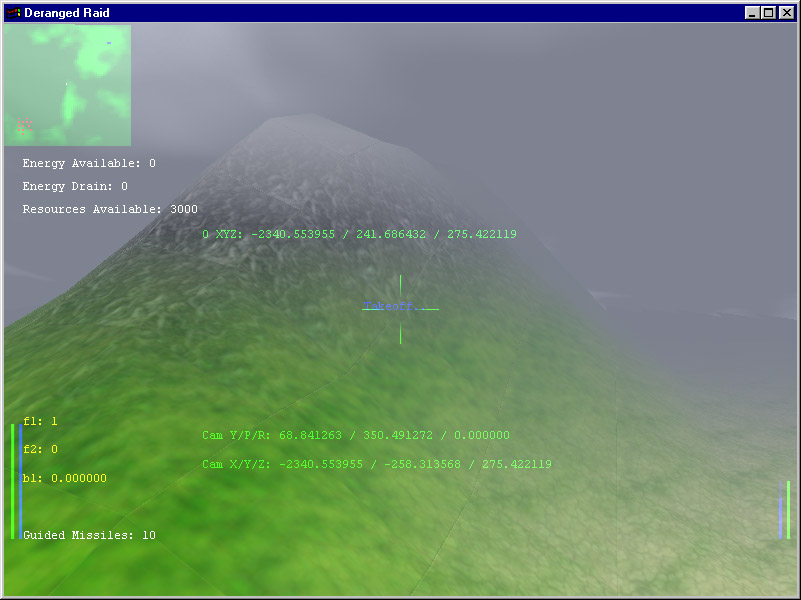 Deranged Raid
Energy Available: 0
Energy Drain: 0
Resources Available: 3000
O XYZ: -2340.553955 / 241.686432 / 275.422119
f1: 1
Cam Y/P/R: 68.841263 / 350.491272 / 0.000000
f2: 0
Cam X/Y/Z: -2340.553955 / -258.313568 / 275.422119
b1: 0.000000
Guided Missiles: 10